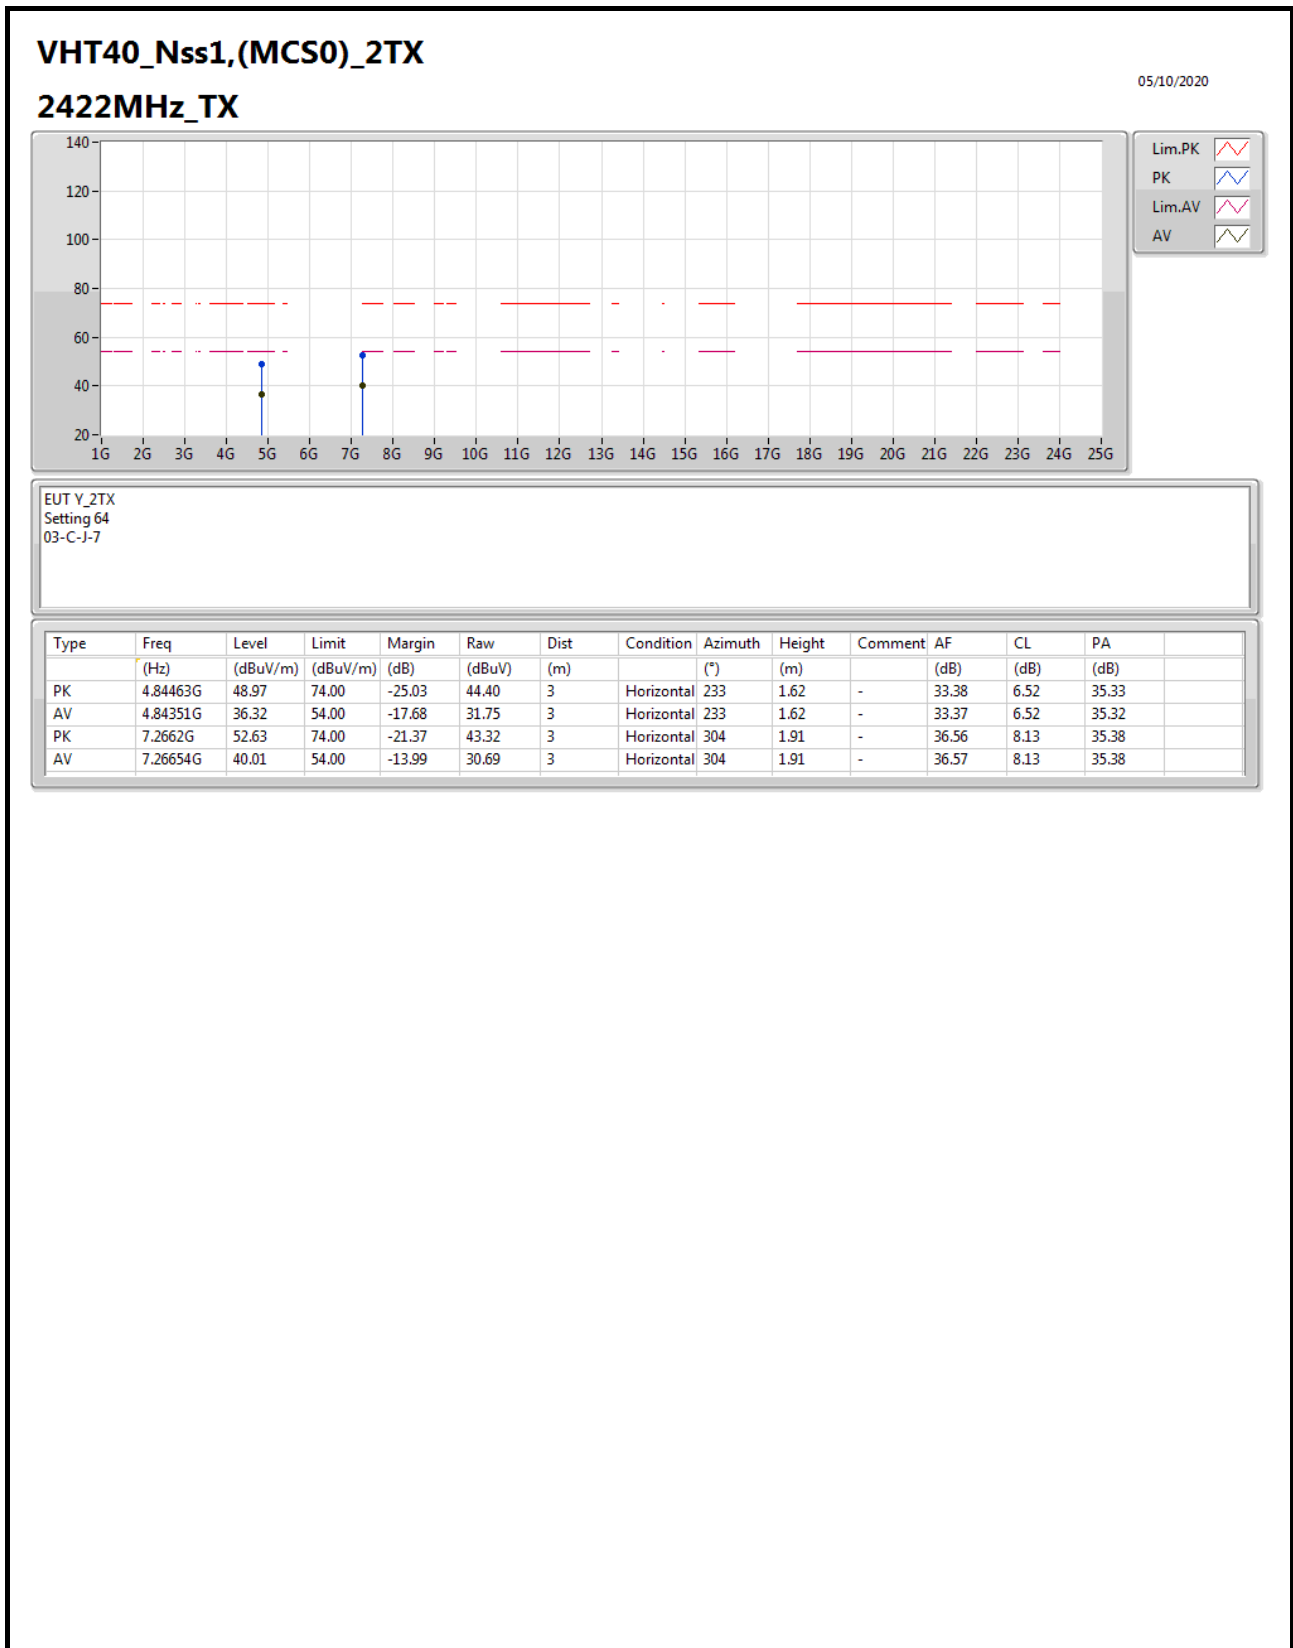 VHT40_Nss1,(MCS0)_2TX
05/10/2020
2422MHz_TX
140
120
100
80
60
40
20
1G 2G 3G 4G 5G 6G 7G 8G 9G 10G 11G 12G 13G 14G 15G 16G 17G 18G 19G 20G 21G 22G 23G 24G 25G
Lim.PK
PK
Lim.AV
AV
EUT Y_2TX
Setting 64
03-C-J-7
Type Freq Level Limit Margin Raw Dist Condition Azimuth Height Comment AF CL PA
(Hz) (dBuV/m) (dBuV/m) (dB) (dBuV) (m) (°) (m) (dB) (dB) (dB)
PK 4.84463G 48.97 74.00 -25.03 44.40 3 Horizontal 233 1.62 - 33.38 6.52 35.33
AV 4.84351G 36.32 54.00 -17.68 31.75 3 Horizontal 233 1.62 - 33.37 6.52 35.32
PK 7.2662G 52.63 74.00 -21.37 43.32 3 Horizontal 304 1.91 - 36.56 8.13 35.38
AV 7.26654G 40.01 54.00 -13.99 30.69 3 Horizontal 304 1.91 - 36.57 8.13 35.38